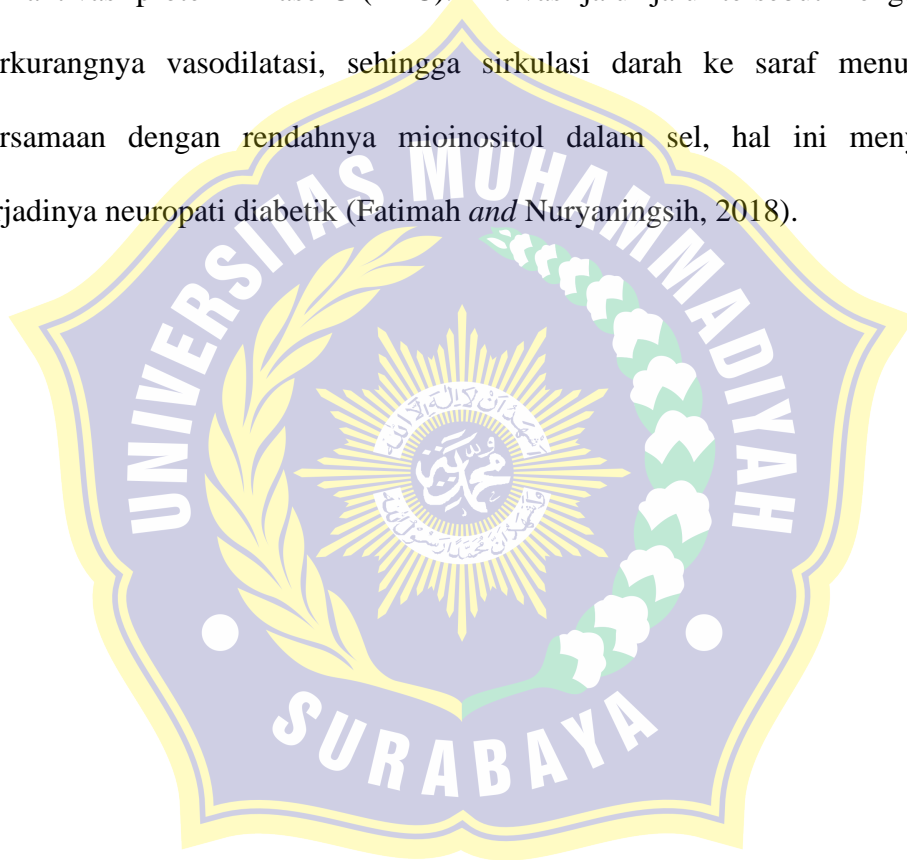 rkurangnya vasodilatasi, sehingga sirkulasi darah ke saraf menu
rsamaan dengan rendahnya mioinositol dalam sel, hal ini meny
rjadinya neuropati diabetik (Fatimah and Nuryaningsih, 2018).
UNIVERSITAS MUHAMMADIYAH
SURABAYA